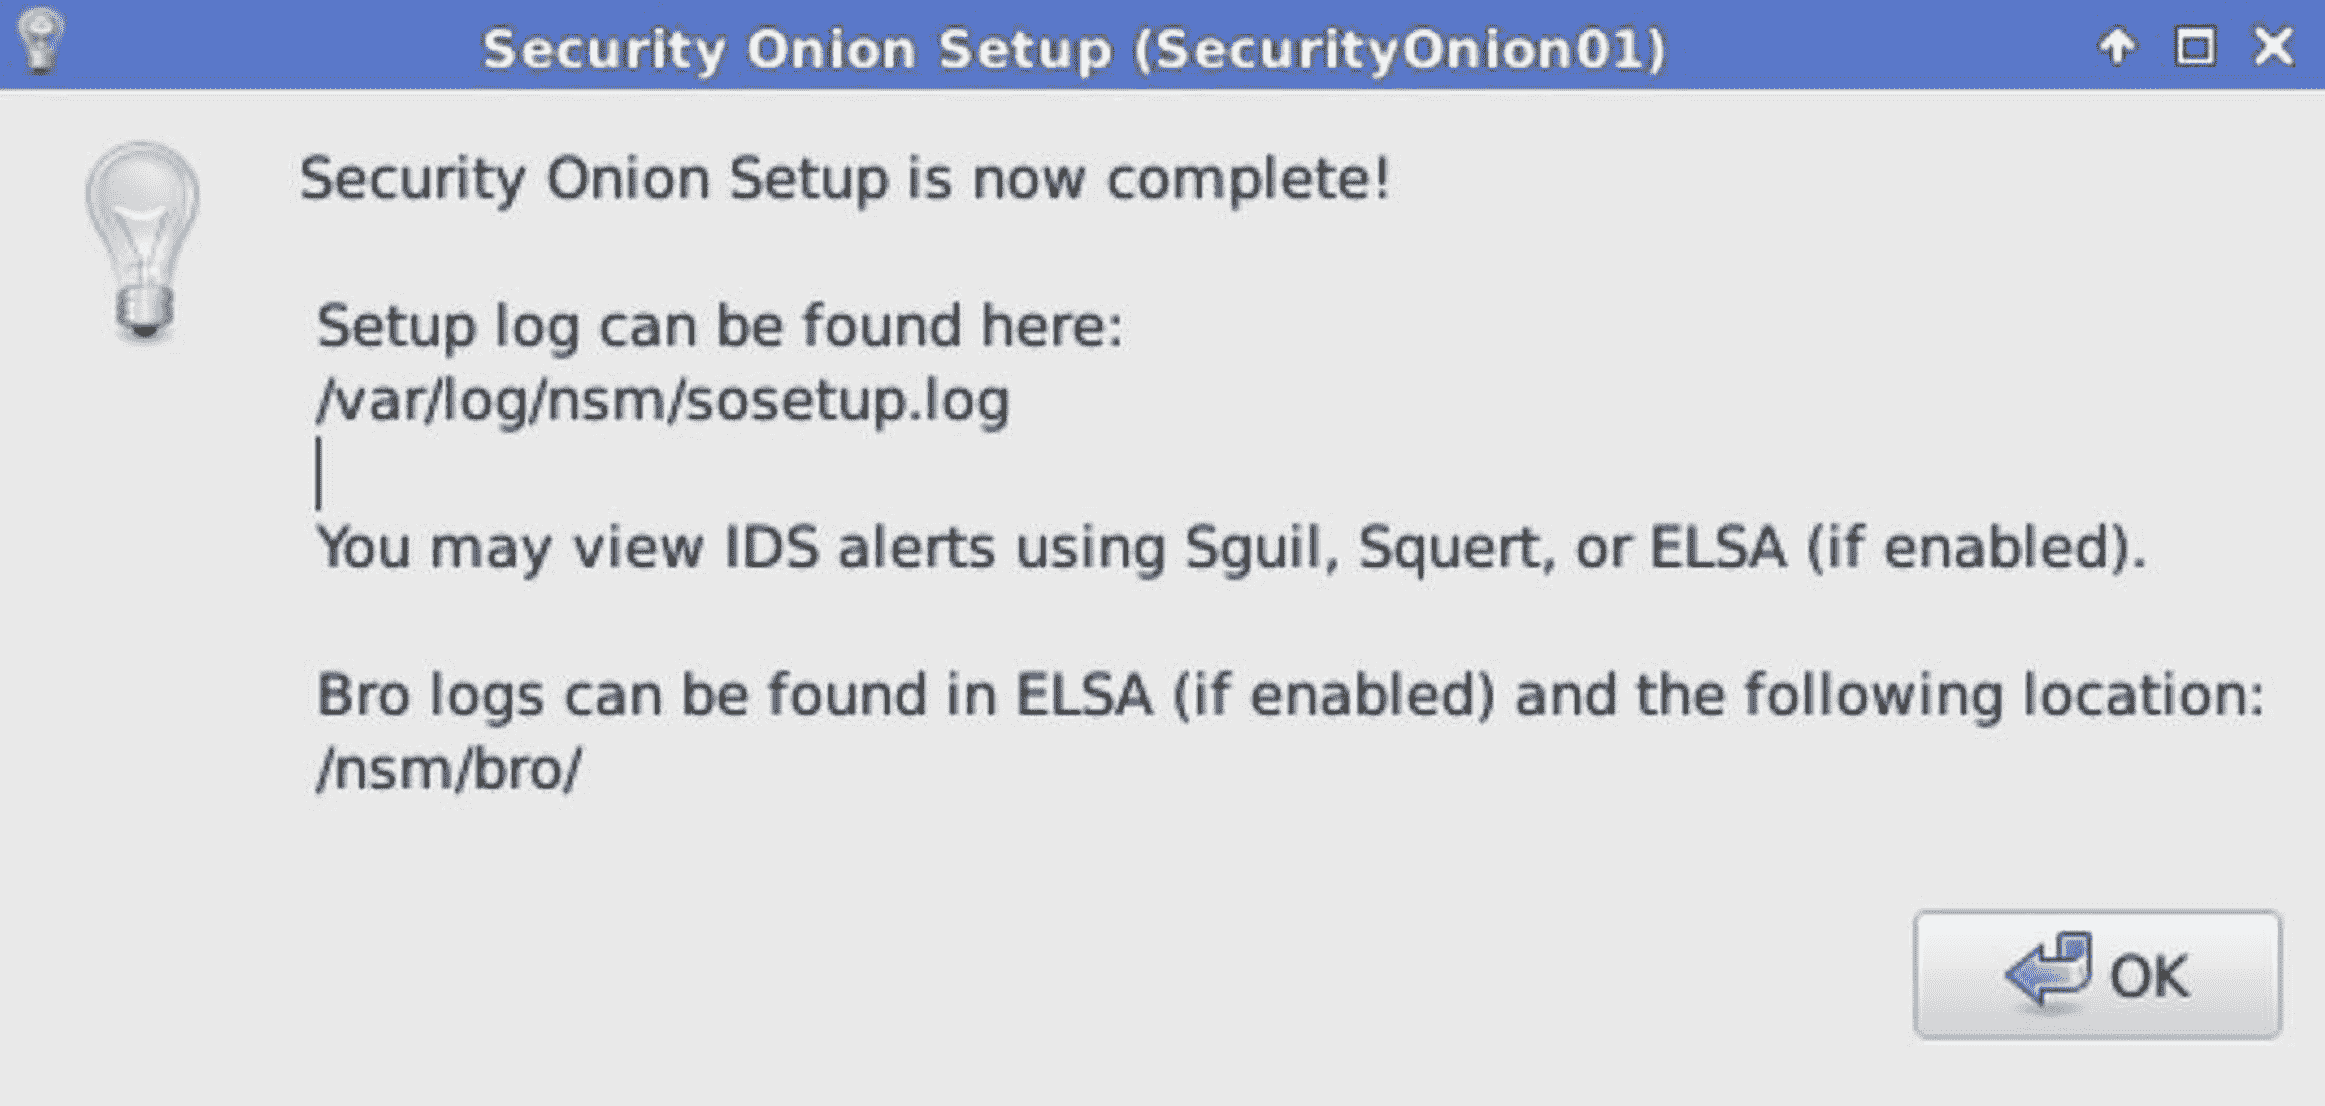 Security Onion Setup (SecurityOnion01)
Security Onion Setup is now complete!
Setup log can be found here:
/var/log/nsm/sosetup.log
You may view IDS alerts using Sguil, Squert, or ELSA (if enabled).
Bro logs can be found in ELSA (if enabled) and the following location:
/nsm/bro/
OK